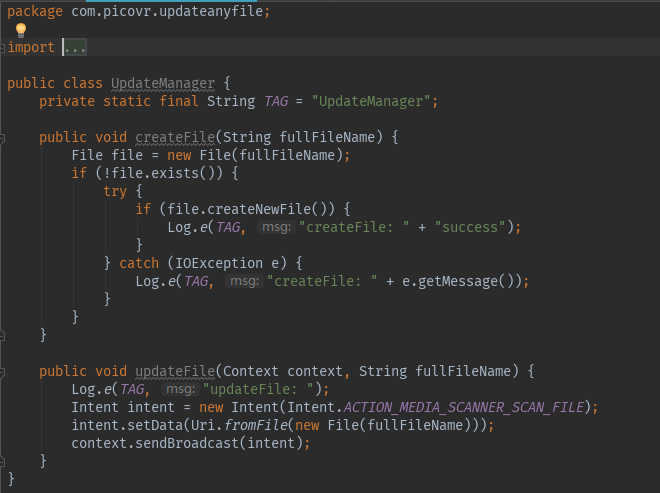 package com.picovr.updateanyfile;
import ...
public class UpdateManager {
    private static final String TAG = "UpdateManager";
    public void createFile(String fullFileName) {
        File file = new File(fullFileName);
        if (!file.exists()) {
            try {
                if (file.createNewFile()) {
                    Log.e(TAG, msg: "createFile: " + "success");
                }
            } catch (IOException e) {
                Log.e(TAG, msg: "createFile: " + e.getMessage());
            }
        }
    }
    public void updateFile(Context context, String fullFileName) {
        Log.e(TAG, msg: "updateFile: ");
        Intent intent = new Intent(Intent.ACTION_MEDIA_SCANNER_SCAN_FILE);
        intent.setData(Uri.fromFile(new File(fullFileName)));
        context.sendBroadcast(intent);
    }
}